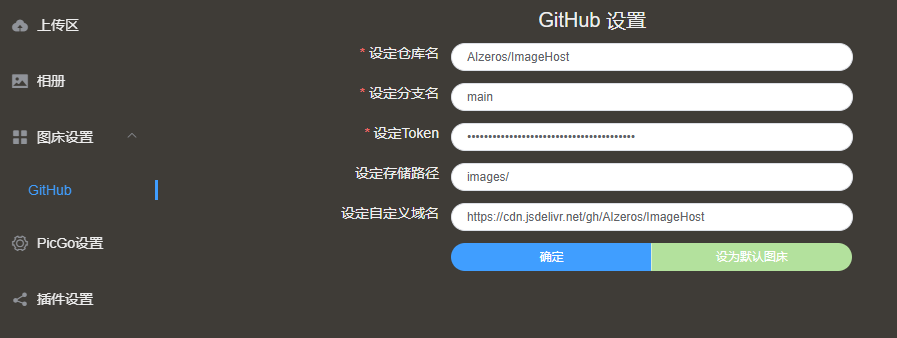 GitHub 设置
上传区
相册
图床设置
GitHub
PicGo设置
插件设置
* 设定仓库名
AIzeros/ImageHost
* 设定分支名
main
* 设定Token
••••••••••••••••••••••••••••••••••••••••
设定存储路径
images/
设定自定义域名
https://cdn.jsdelivr.net/gh/AIzeros/ImageHost
确定
设为默认图床